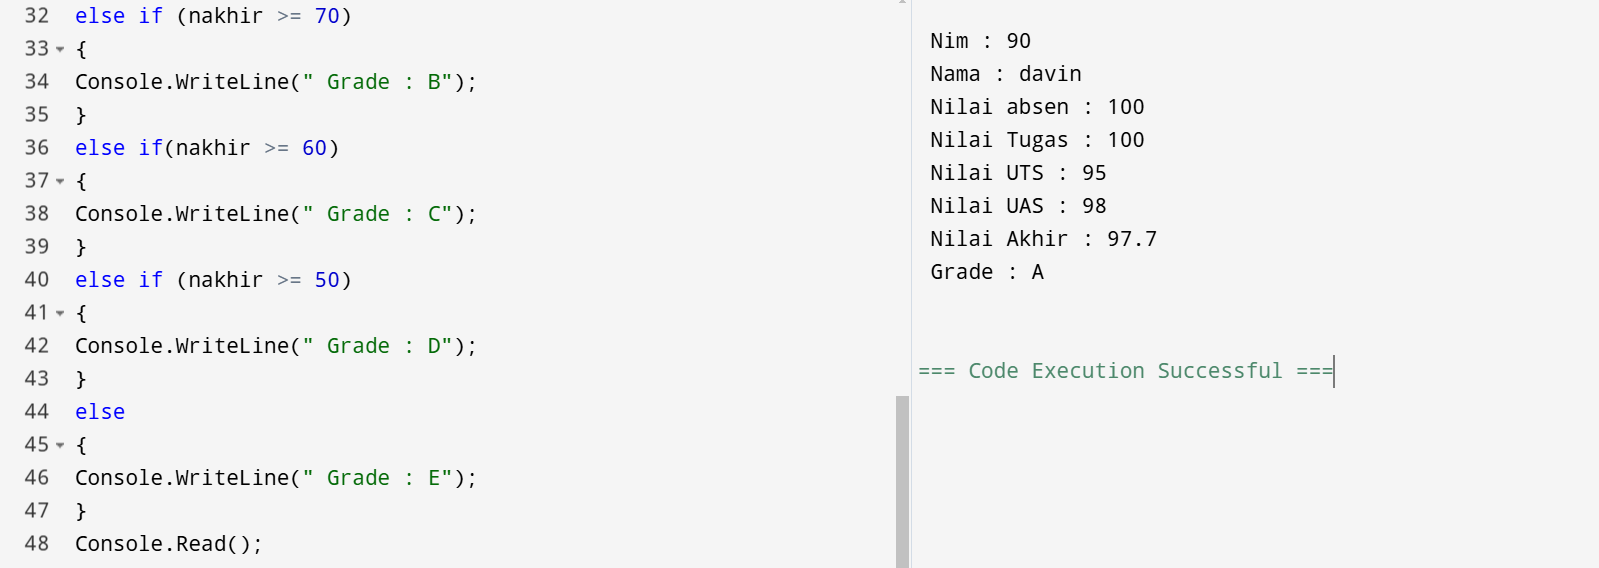 32 else if (nakhir >= 70)
33 {
34 Console.WriteLine(" Grade : B");
35 }
36 else if(nakhir >= 60)
37 {
38 Console.WriteLine(" Grade : C");
39 }
40 else if (nakhir >= 50)
41 {
42 Console.WriteLine(" Grade : D");
43 }
44 else
45 {
46 Console.WriteLine(" Grade : E");
47 }
48 Console.Read();
Nim : 90
Nama : davin
Nilai absen : 100
Nilai Tugas : 100
Nilai UTS : 95
Nilai UAS : 98
Nilai Akhir : 97.7
Grade : A
=== Code Execution Successful ===